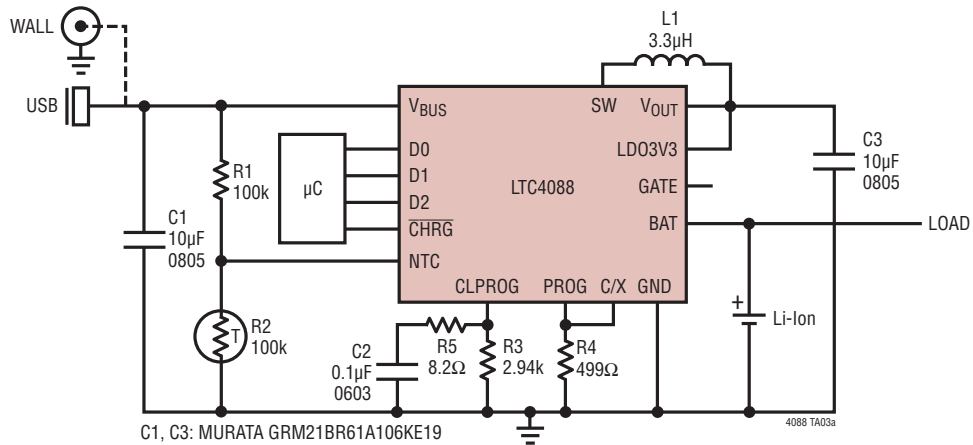 WALL
USB
L1
3.3µH
VBUS
SW
VOUT
D0
D1
D2
CHRG
NTC
µC
LTC4088
LDO3V3
GATE
BAT
CLPROG
PROG
C/X
GND
R1
100k
C1
10µF
0805
T
R2
100k
C2
0.1µF
0603
R5
8.2Ω
R3
2.94k
R4
499Ω
C3
10µF
0805
LOAD
+
Li-Ion
4088 TA03a
C1, C3: MURATA GRM21BR61A106KE19